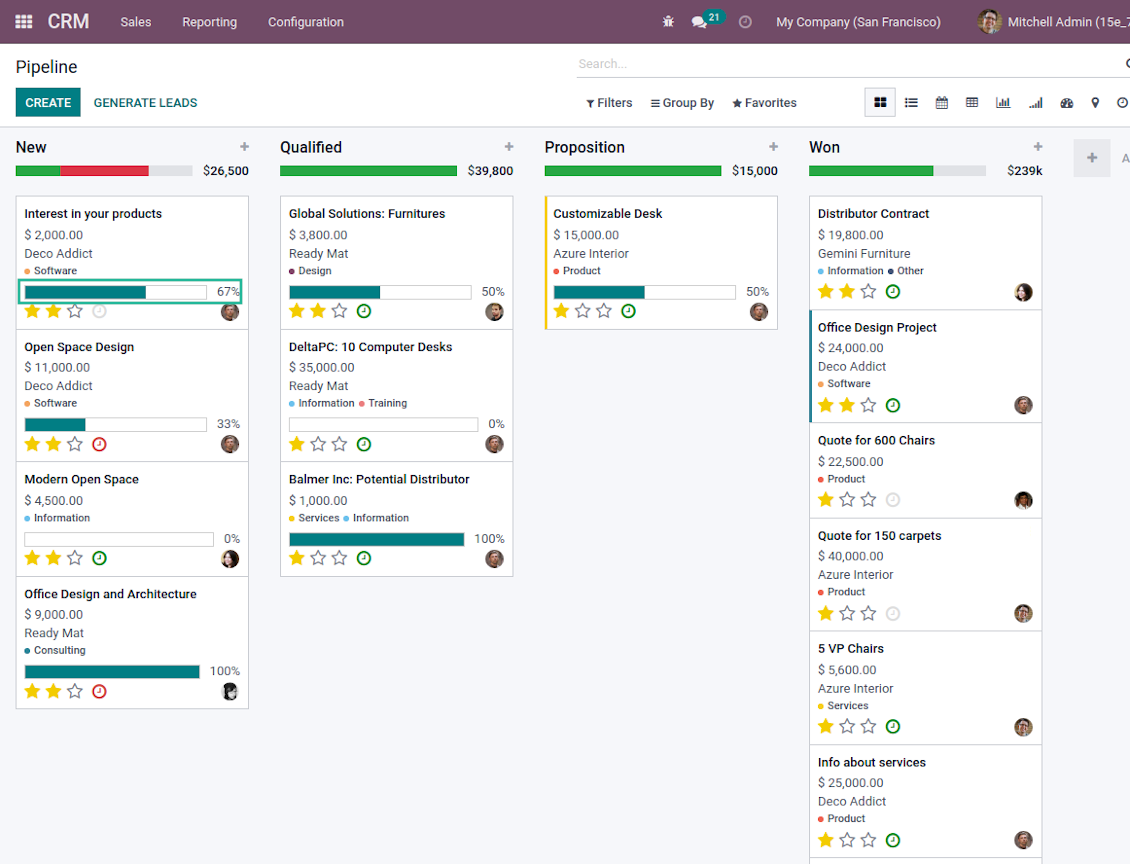 CRM Sales Reporting Configuration 21 My Company (San Francisco) Mitchell Admin (15e_
Pipeline Search...
CREATE GENERATE LEADS Filters Group By Favorites
New
$26,500
Interest in your products
$ 2,000.00
Deco Addict
Software
67%
Open Space Design
$ 11,000.00
Deco Addict
Software
33%
Modern Open Space
$ 4,500.00
Information
0%
Office Design and Architecture
$ 9,000.00
Ready Mat
Consulting
100%
Qualified
$39,800
Global Solutions: Furnitures
$ 3,800.00
Ready Mat
Design
50%
DeltaPC: 10 Computer Desks
$ 35,000.00
Ready Mat
Information Training
0%
Balmer Inc: Potential Distributor
$ 1,000.00
Services Information
100%
Proposition
$15,000
Customizable Desk
$ 15,000.00
Azure Interior
Product
50%
Won
$239k
Distributor Contract
$ 19,800.00
Gemini Furniture
Information Other
Office Design Project
$ 24,000.00
Deco Addict
Software
Quote for 600 Chairs
$ 22,500.00
Product
Quote for 150 carpets
$ 40,000.00
Azure Interior
Product
5 VP Chairs
$ 5,600.00
Azure Interior
Services
Info about services
$ 25,000.00
Deco Addict
Product
A